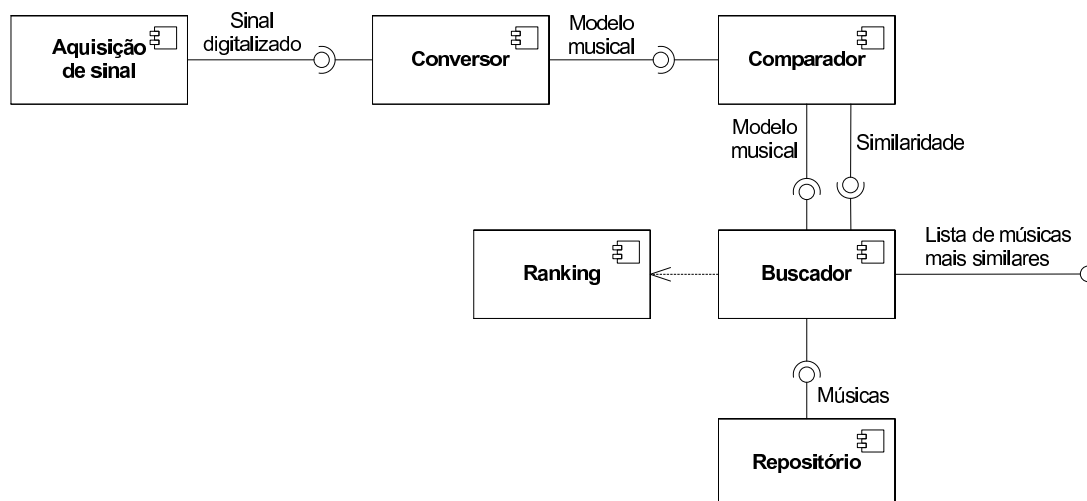 Aquisição
de sinal
Sinal
digitalizado
Conversor
Modelo
musical
Comparador
Modelo
musical
Similaridade
Ranking
Buscador
Lista de músicas
mais similares
Músicas
Repositório